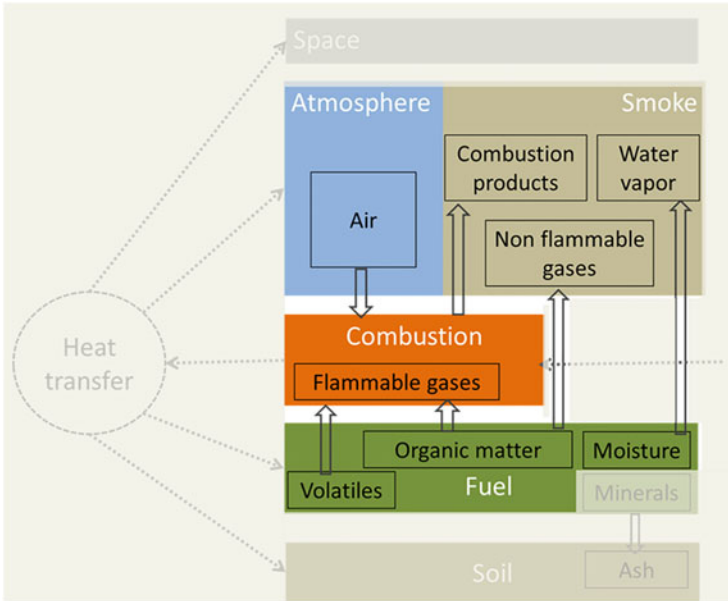 Space
Atmosphere
Smoke
Combustion
products
Water
vapor
Air
Non flammable
gases
Combustion
Heat
transfer
Flammable gases
Organic matter
Moisture
Volatiles
Fuel
Minerals
Soil
Ash